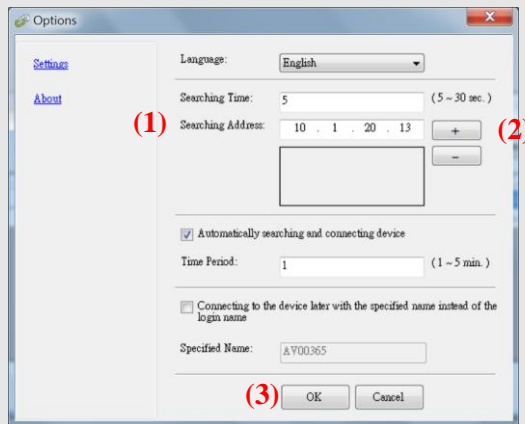 Options
Settings
About
Language: English
Searching Time: 5 (5 ~ 30 sec.)
(1) Searching Address: 10 . 1 . 20 . 13 + (2)
−
Automatically searching and connecting device
Time Period: 1 (1 ~ 5 min.)
Connecting to the device later with the specified name instead of the
login name
Specified Name: AV00365
(3) OK Cancel